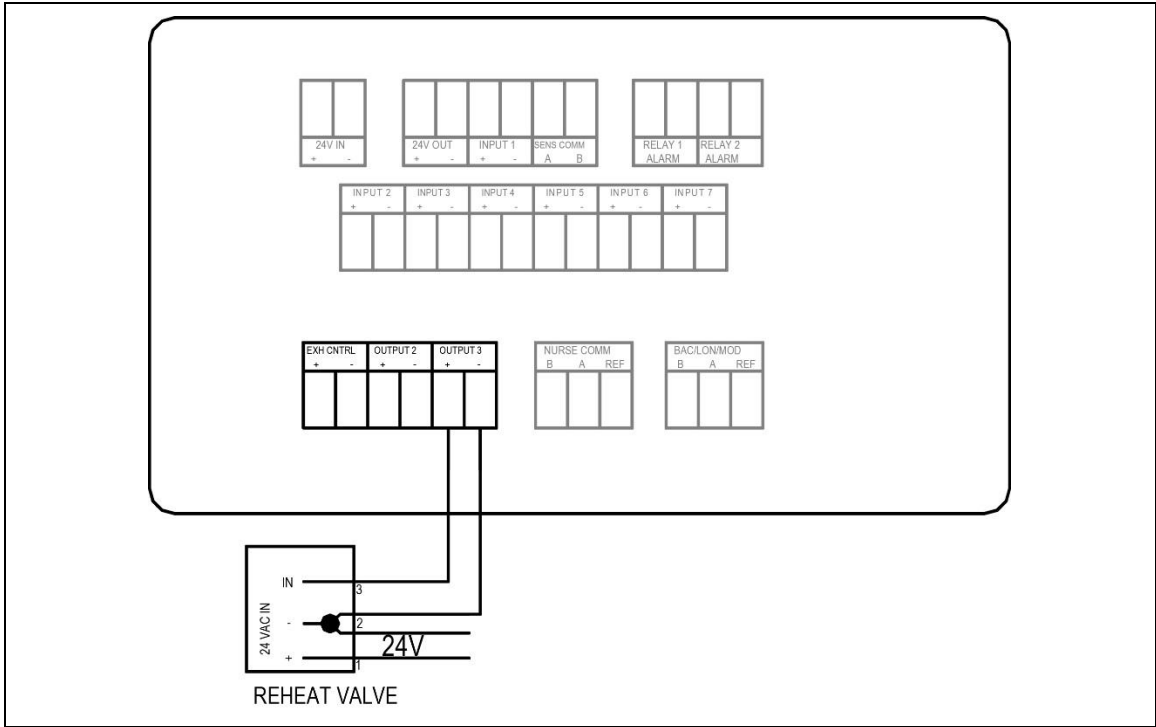 24V IN
+ -
24V OUT INPUT 1 SENS COMM
+ - + - A B
RELAY 1 RELAY 2
ALARM ALARM
INPUT 2 INPUT 3 INPUT 4 INPUT 5 INPUT 6 INPUT 7
+ - + - + - + - + - + -
EXH CNTRL OUTPUT 2 OUTPUT 3
+ - + - + -
NURSE COMM
B A REF
BAC/LON/MOD
B A REF
IN
3
24 VAC IN
-
2
24V
+
1
REHEAT VALVE